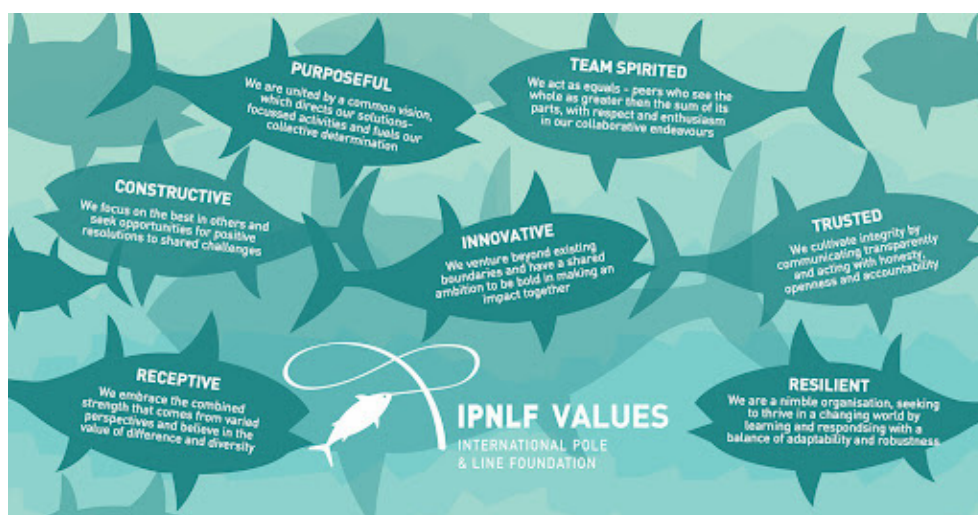 PURPOSEFUL
We are united by a common vision,
which directs our solutions-
focussed activities and fuels our
collective determination
TEAM SPIRITED
We act as equals - peers who see the
whole as greater then the sum of its
parts, with respect and enthusiasm
in our collaborative endeavours
CONSTRUCTIVE
We focus on the best in others and
seek opportunities for positive
resolutions to shared challenges
INNOVATIVE
We venture beyond existing
boundaries and have a shared
ambition to be bold in making an
impact together
TRUSTED
We cultivate integrity by
communicating transparently
and acting with honesty,
openness and accountability
RECEPTIVE
We embrace the combined
strength that comes from varied
perspectives and believe in the
value of difference and diversity
IPNLF VALUES
INTERNATIONAL POLE
& LINE FOUNDATION
RESILIENT
We are a nimble organisation, seeking
to thrive in a changing world by
learning and respondsing with a
balance of adaptability and robustness